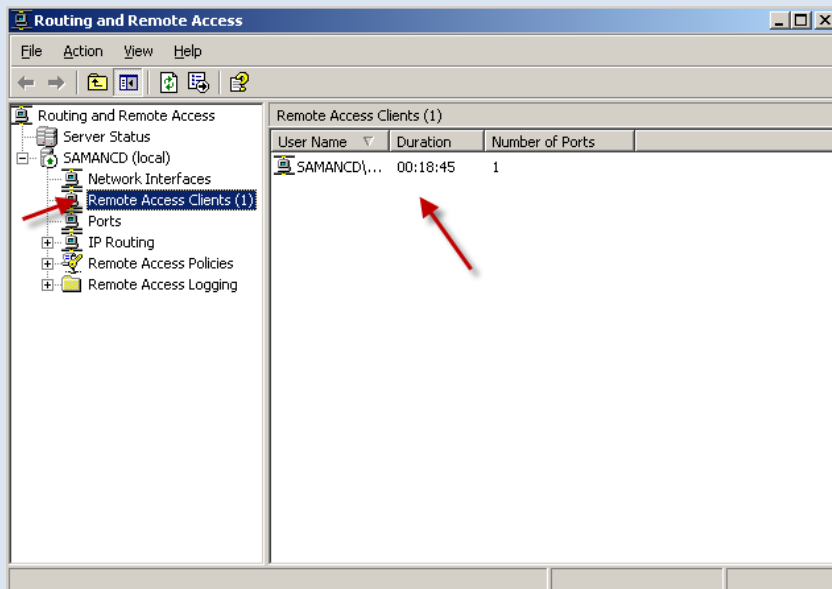 Routing and Remote Access
File Action View Help
Routing and Remote Access
Server Status
SAMANCD (local)
Network Interfaces
Remote Access Clients (1)
Ports
IP Routing
Remote Access Policies
Remote Access Logging
Remote Access Clients (1)
User Name Duration Number of Ports
SAMANCD\... 00:18:45 1